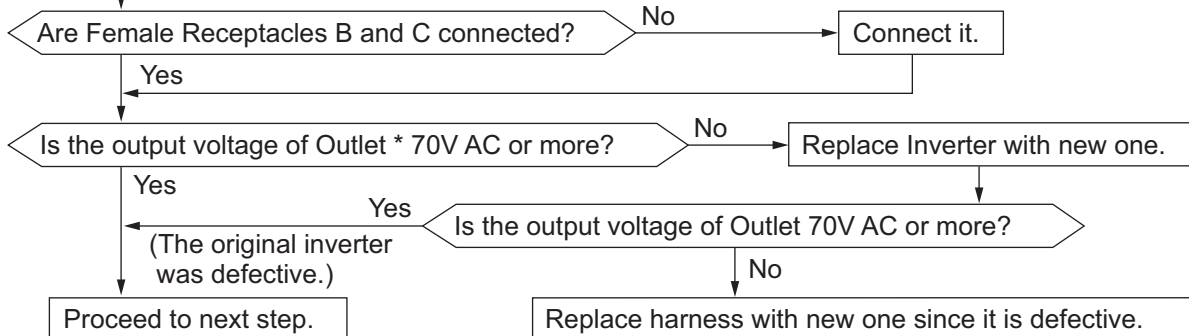 Are Female Receptacles B and C connected?
No
Connect it.
Yes
Is the output voltage of Outlet * 70V AC or more?
No
Replace Inverter with new one.
Yes
Yes
Is the output voltage of Outlet 70V AC or more?
(The original inverter
was defective.)
No
Proceed to next step.
Replace harness with new one since it is defective.